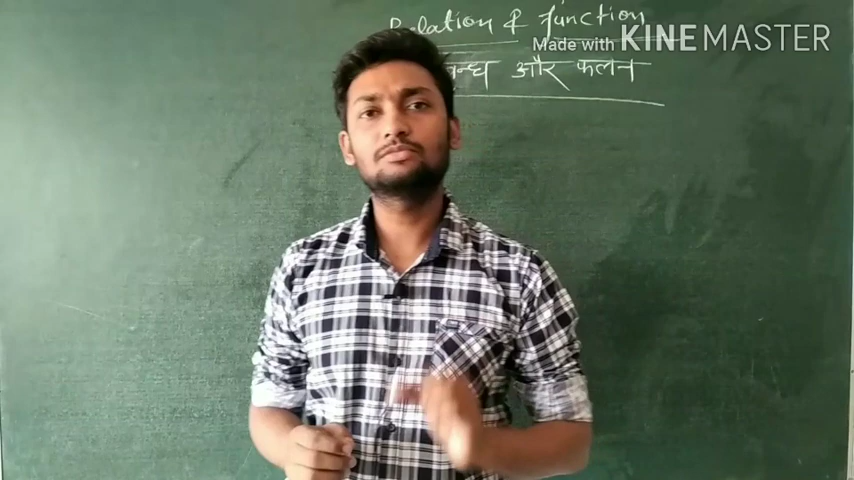 Relation & function
Made with KINEMASTER
और फलन